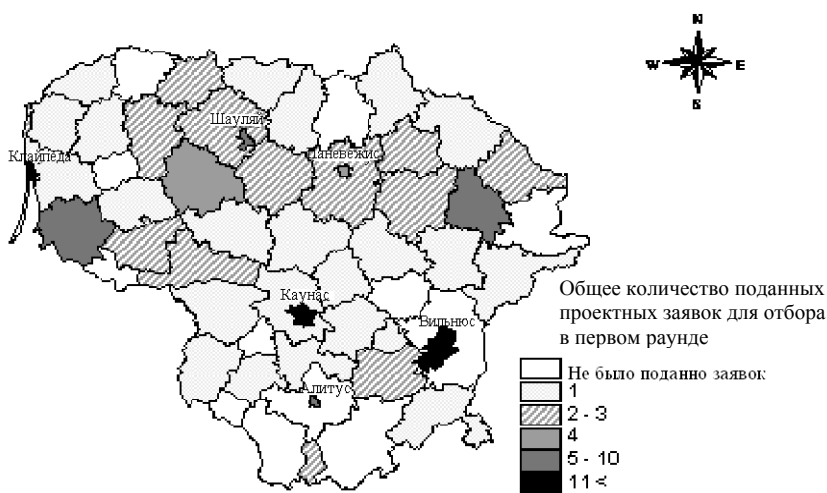 N
W E
S
Шауляй
Клайпеда
Паневежис
Каунас
Вильнюс
Алитус
Общее количество поданных
проектных заявок для отбора
в первом раунде
Не было поданно заявок
1
2 - 3
4
5 - 10
11 <